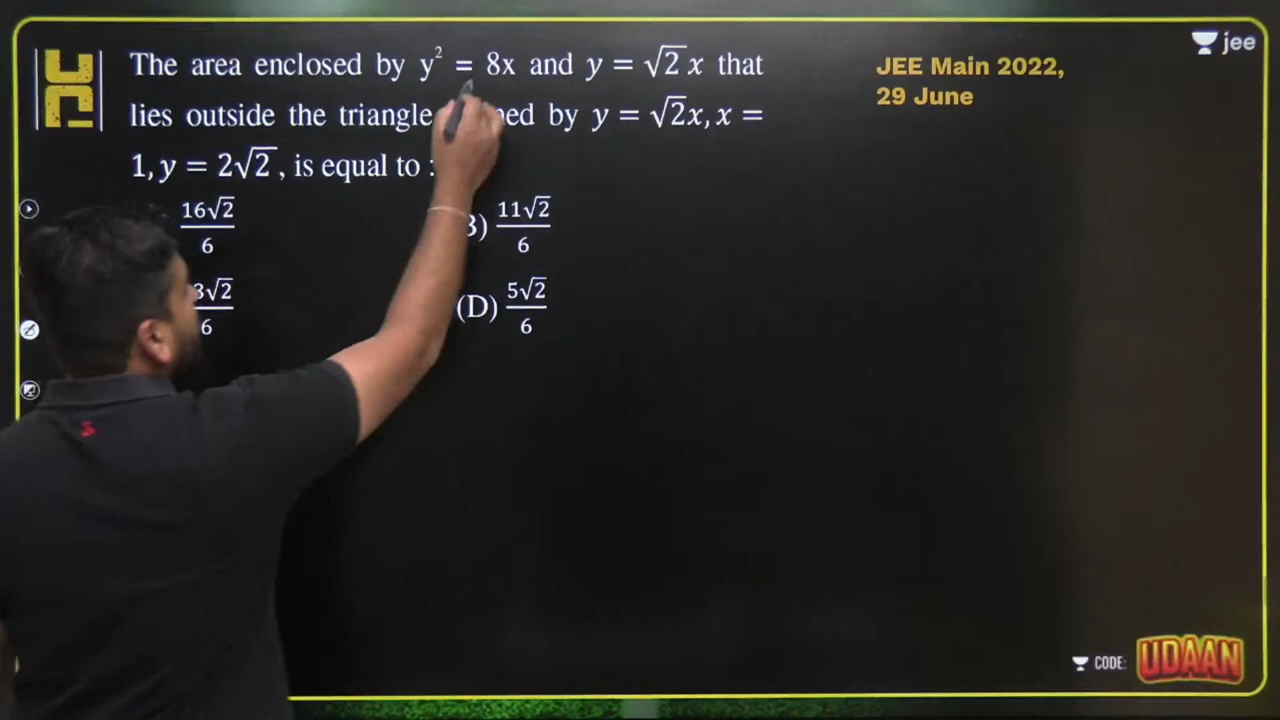 jee
The area enclosed by y² = 8x and y = √2 x that
lies outside the triangle by y = √2x, x =
1, y = 2√2, is equal to :
JEE Main 2022,
29 June
16√2/6
11√2/6
√2/6
(D) 5√2/6
CODE: UDAAN